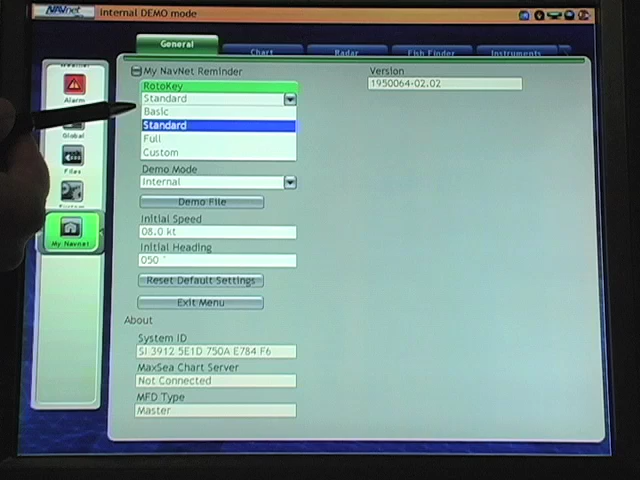 NAVnet
Internal DEMO mode
General
Chart
Radar
Fish Finder
Instruments
Alarm
Global
Files
System
My Navnet
My NavNet Reminder
RotoKey
Standard
Basic
Standard
Full
Custom
Demo Mode
Internal
Demo File
Initial Speed
08.0 kt
Initial Heading
050 °
Reset Default Settings
Exit Menu
About
System ID
SI 3912 5E1D 750A E784 F6
MaxSea Chart Server
Not Connected
MFD Type
Master
Version
1950064-02.02